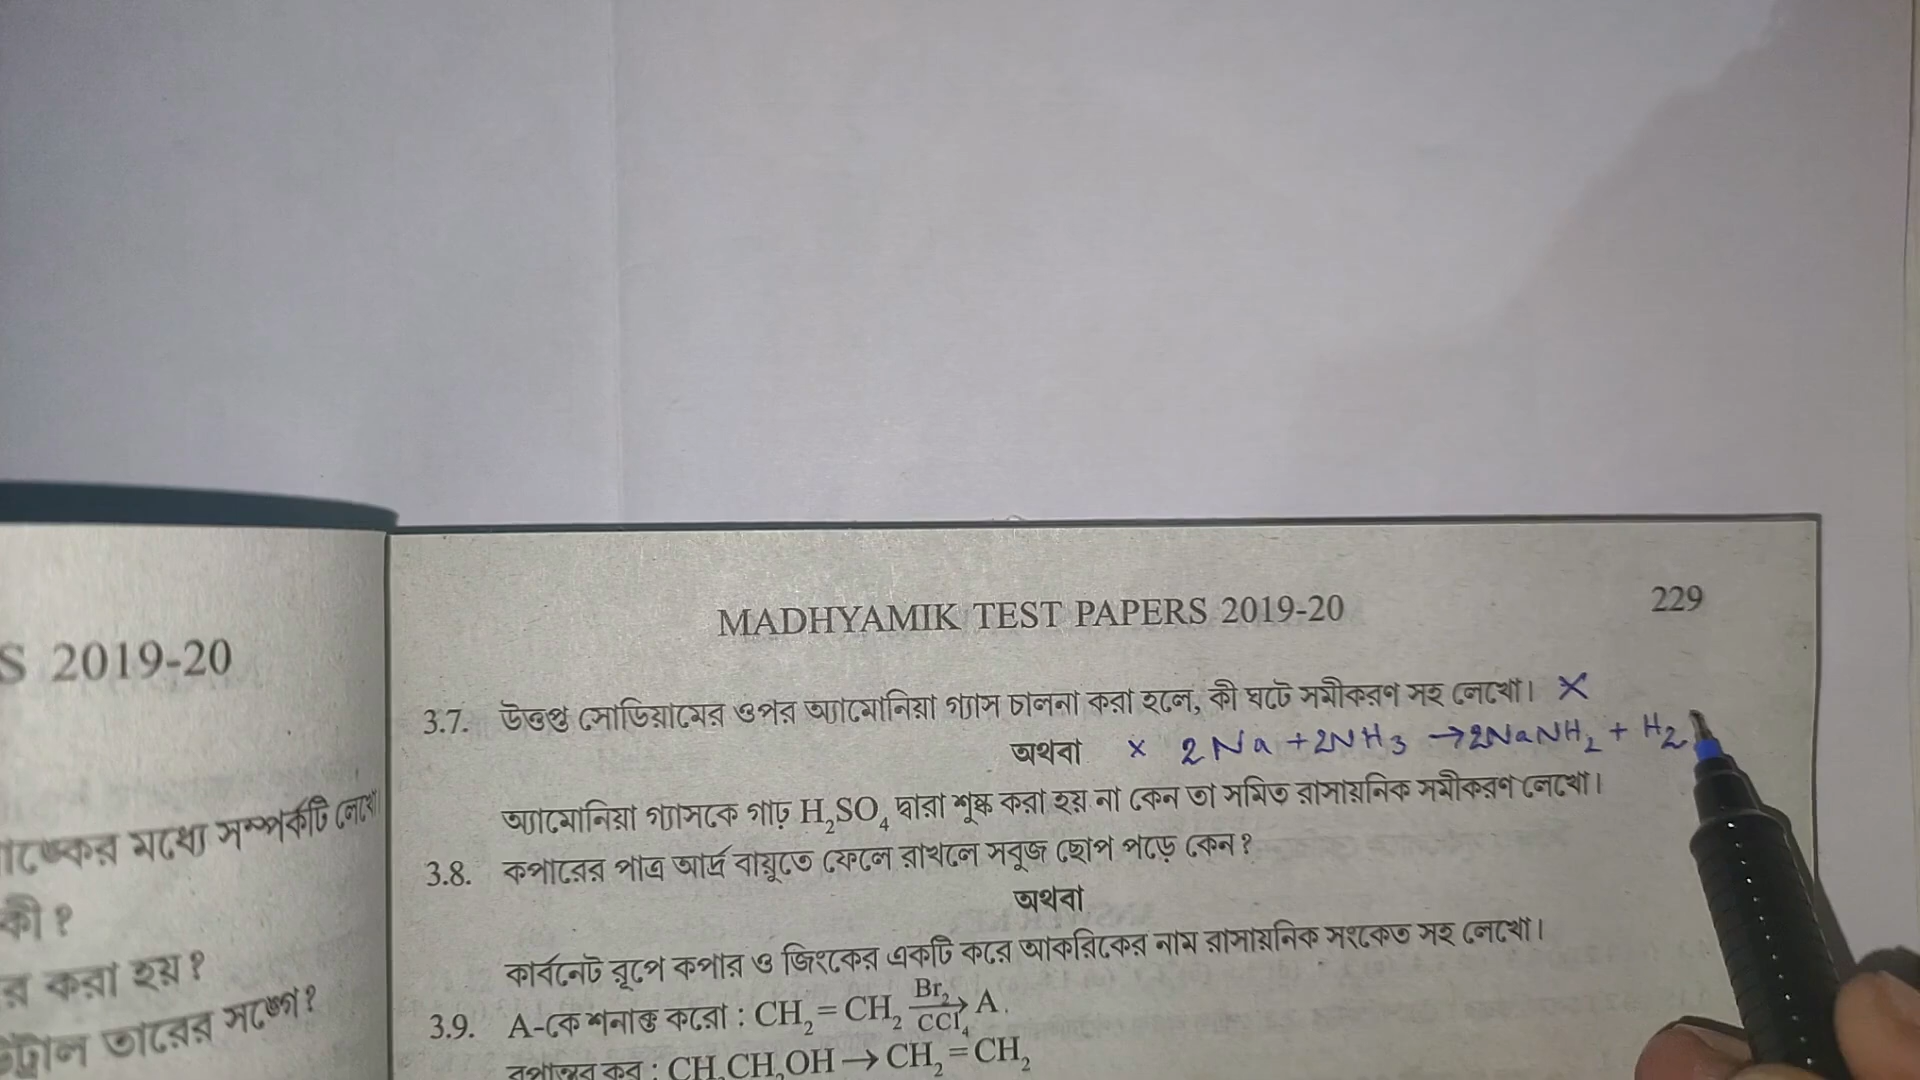 S 2019-20
র মধ্যে সম্পর্কটি লেখো
কী ?
র করা হয় ?
তারের সঙ্গে ?
MADHYAMIK TEST PAPERS 2019-20 229
3.7. উত্তপ্ত সোডিয়ামের ওপর অ্যামোনিয়া গ্যাস চালনা করা হলে, কী ঘটে সমীকরণ সহ লেখো। ×
অথবা × 2Na + 2NH3 → 2NaNH2 + H2
অ্যামোনিয়া গ্যাসকে গাঢ় H2SO4 দ্বারা শুষ্ক করা হয় না কেন তা সমিত রাসায়নিক সমীকরণ লেখো।
3.8. কপারের পাত্র আর্দ্র বায়ুতে ফেলে রাখলে সবুজ ছোপ পড়ে কেন ?
অথবা
কার্বনেট রূপে কপার ও জিংকের একটি করে আকরিকের নাম রাসায়নিক সংকেত সহ লেখো।
3.9. A-কে শনাক্ত করো : CH2 = CH2 Br2/CCl4 → A.
রূপান্তর কর : CH3CH2OH → CH2 = CH2